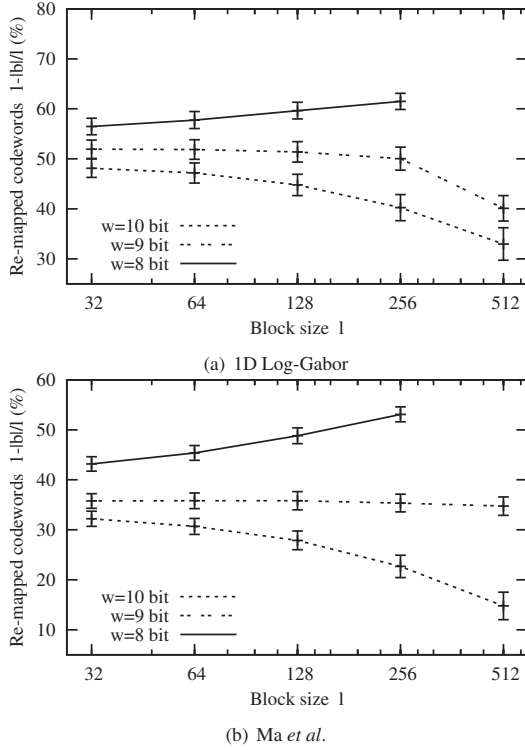 80
70
60
50
40
30
Re-mapped codewords 1-|b|/l (%)
w=10 bit
w=9 bit
w=8 bit
32 64 128 256 512
Block size l
(a) 1D Log-Gabor
60
50
40
30
20
10
Re-mapped codewords 1-|b|/l (%)
w=10 bit
w=9 bit
w=8 bit
32 64 128 256 512
Block size l
(b) Ma et al.